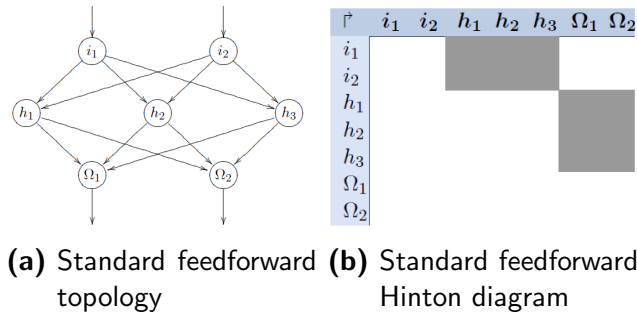 i₁ i₂
h₁ h₂ h₃
Ω₁ Ω₂
(a) Standard feedforward
topology
↱ i₁ i₂ h₁ h₂ h₃ Ω₁ Ω₂
i₁
i₂
h₁
h₂
h₃
Ω₁
Ω₂
(b) Standard feedforward
Hinton diagram